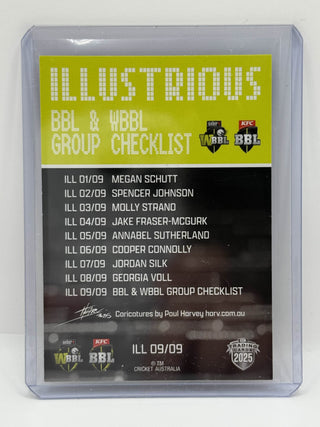 ILLUSTRIOUS
BBL & WBBL
GROUP CHECKLIST
WBBL
KFC
BBL
ILL 01/09 MEGAN SCHUTT
ILL 02/09 SPENCER JOHNSON
ILL 03/09 MOLLY STRANO
ILL 04/09 JAKE FRASER-MCGURK
ILL 05/09 ANNABEL SUTHERLAND
ILL 06/09 COOPER CONNOLLY
ILL 07/09 JORDAN SILK
ILL 08/09 GEORGIA VOLL
ILL 09/09 BBL & WBBL GROUP CHECKLIST
Caricatures by Paul Harvey harv.com.au
WBBL
KFC
BBL
ILL 09/09
® TM
CRICKET AUSTRALIA
TRADING
CARDS
2025